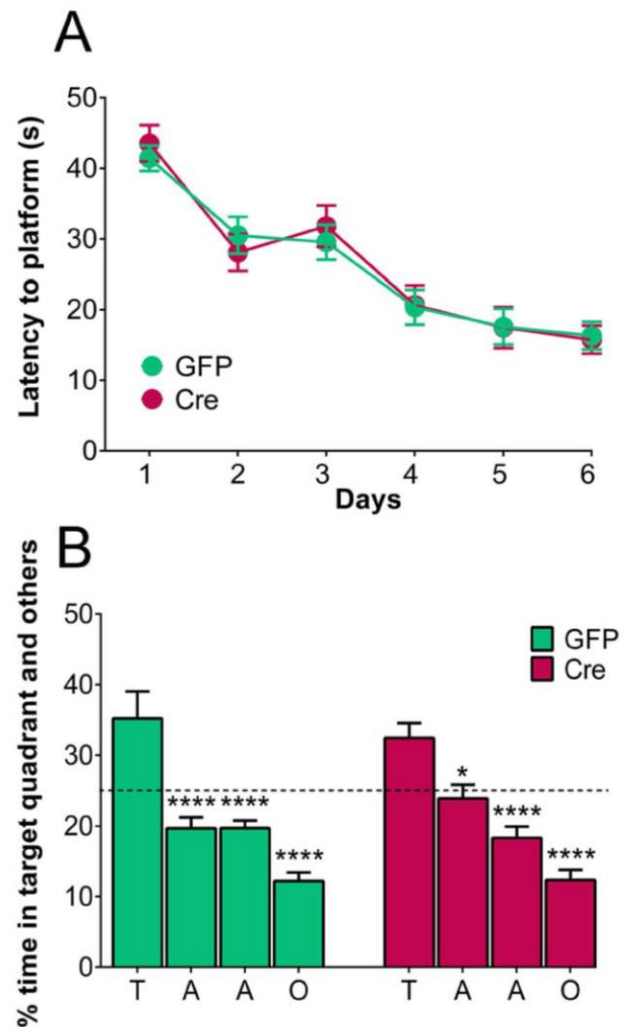 A
Latency to platform (s)
50
40
30
20
10
0
GFP
Cre
1 2 3 4 5 6
Days
B
% time in target quadrant and others
50
40
30
20
10
0
GFP
Cre
**** ****
****
*
****
****
T A A O T A A O